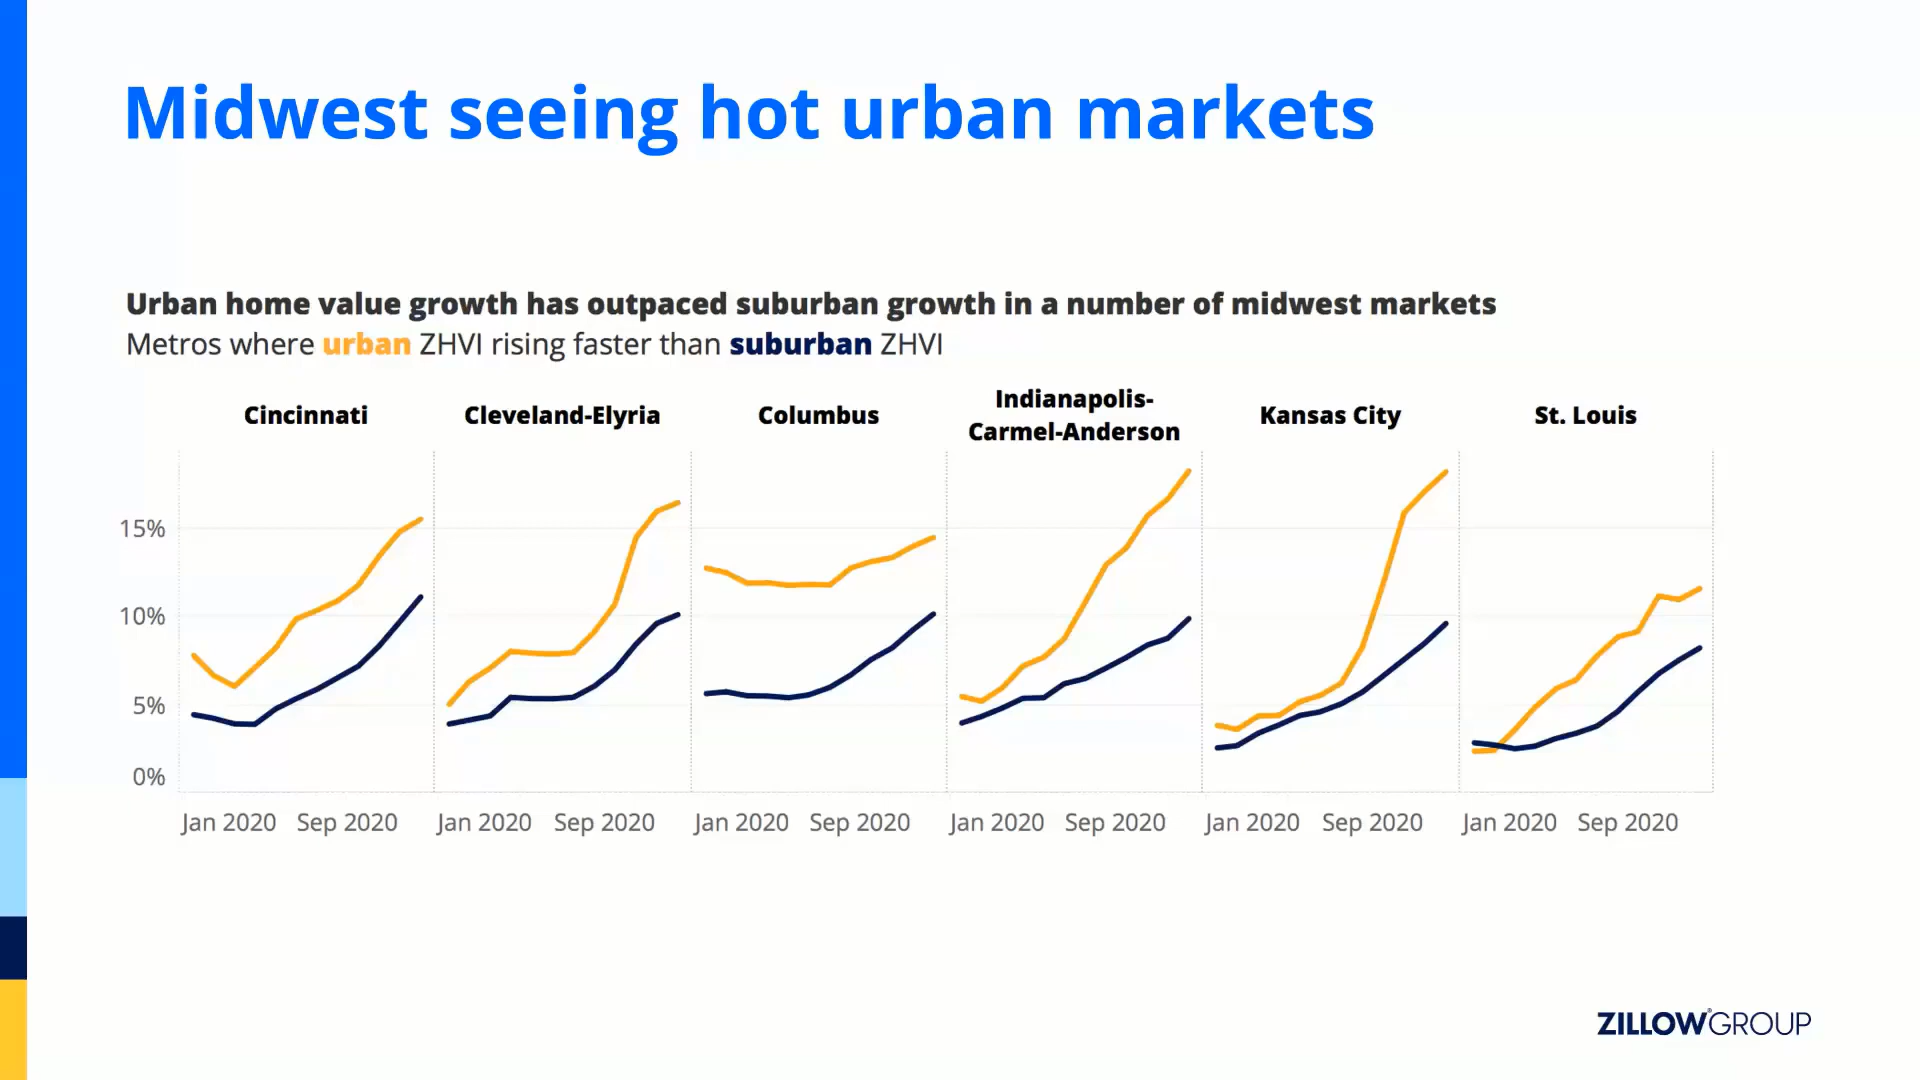 Midwest seeing hot urban markets
Urban home value growth has outpaced suburban growth in a number of midwest markets
Metros where urban ZHVI rising faster than suburban ZHVI
Cincinnati
Cleveland-Elyria
Columbus
Indianapolis-
Carmel-Anderson
Kansas City
St. Louis
15%
10%
5%
0%
Jan 2020 Sep 2020 Jan 2020 Sep 2020 Jan 2020 Sep 2020 Jan 2020 Sep 2020 Jan 2020 Sep 2020 Jan 2020 Sep 2020
ZILLOW®GROUP